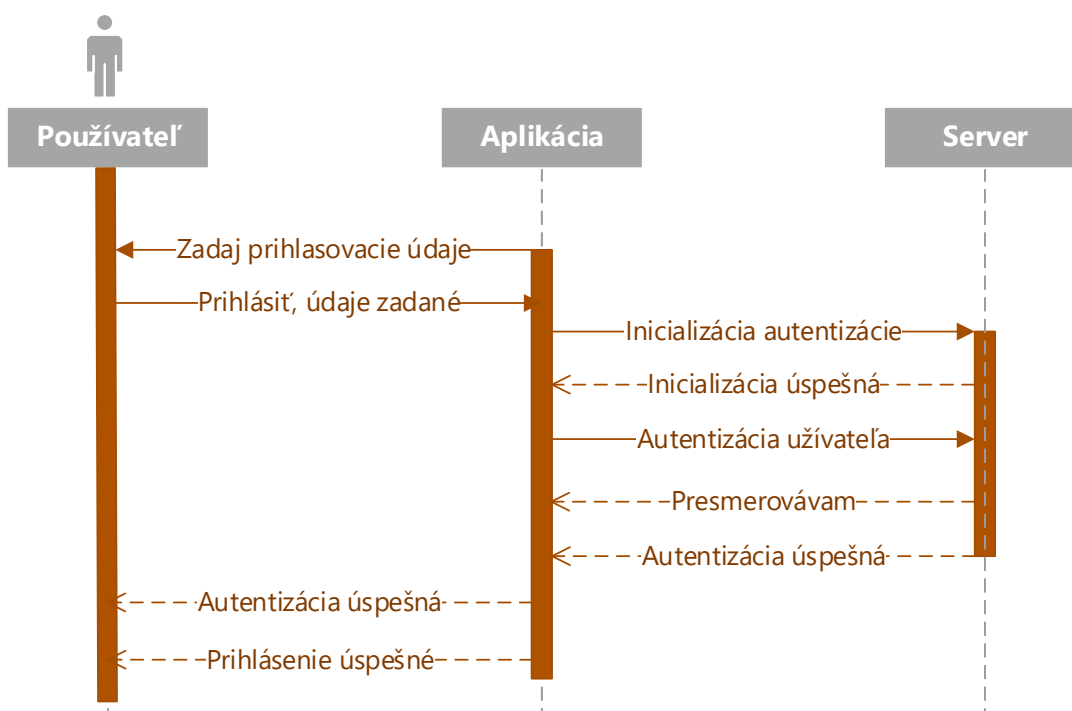 Používateľ
Aplikácia
Server
Zadaj prihlasovacie údaje
Prihlásiť, údaje zadané
Inicializácia autentizácie
Inicializácia úspešná
Autentizácia užívateľa
Presmerovávam
Autentizácia úspešná
Autentizácia úspešná
Prihlásenie úspešné